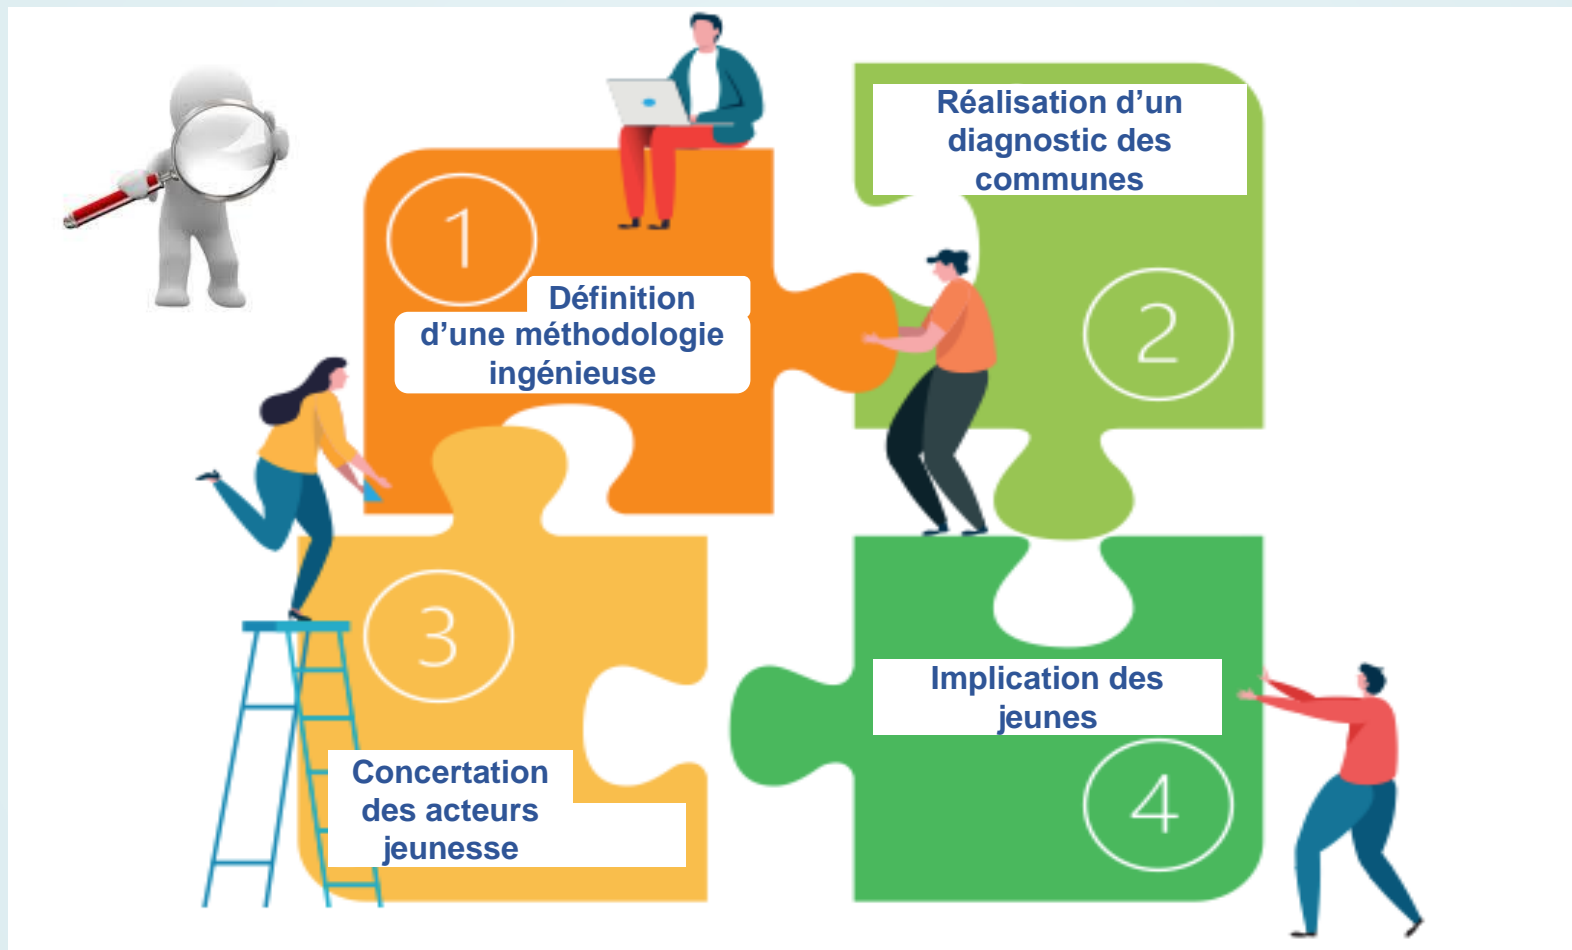 1
Définition
d’une méthodologie
ingénieuse
Réalisation d’un
diagnostic des
communes
2
3
Concertation
des acteurs
jeunesse
Implication des
jeunes
4